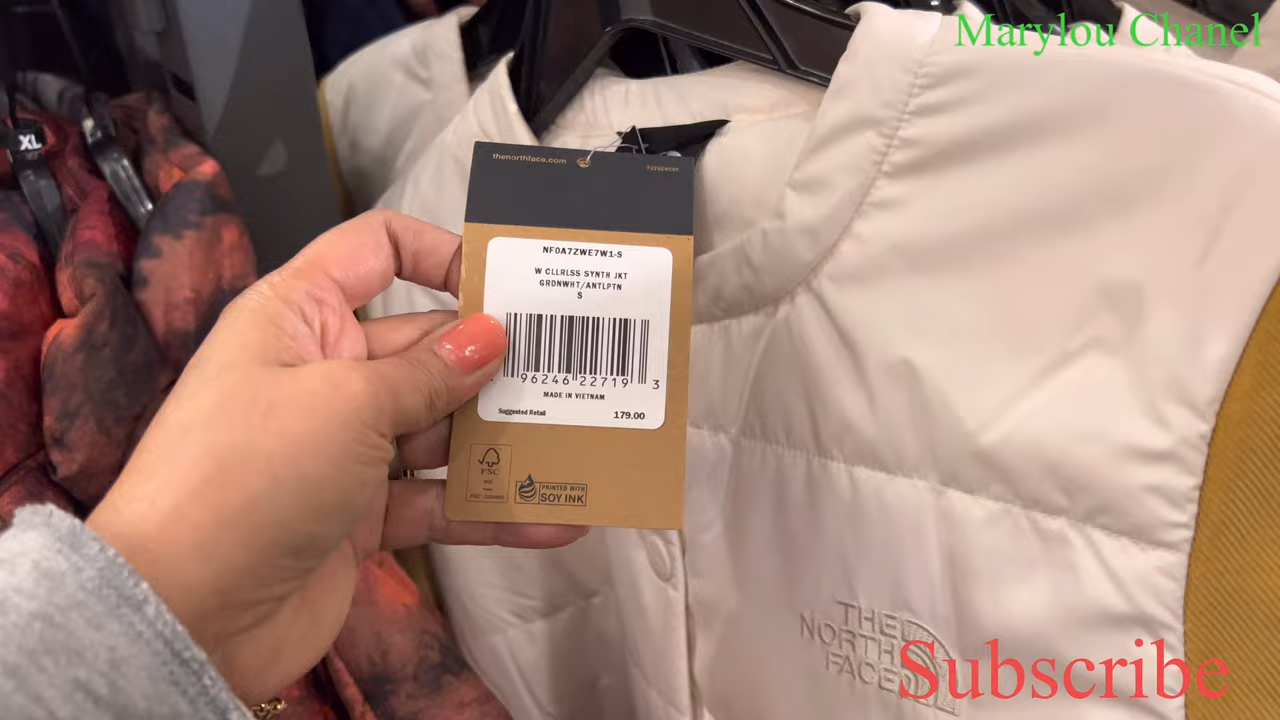 Marylou Chanel
XL
thenorthface.com
NF0A7ZWE7W1-S
W CLLRLSS SYNTH JKT
GRDNWHT/ANTLPTN
S
96246 22719 3
MADE IN VIETNAM
Suggested Retail 179.00
FSC
PRINTED WITH
SOY INK
THE
NORTH
FACE
Subscribe